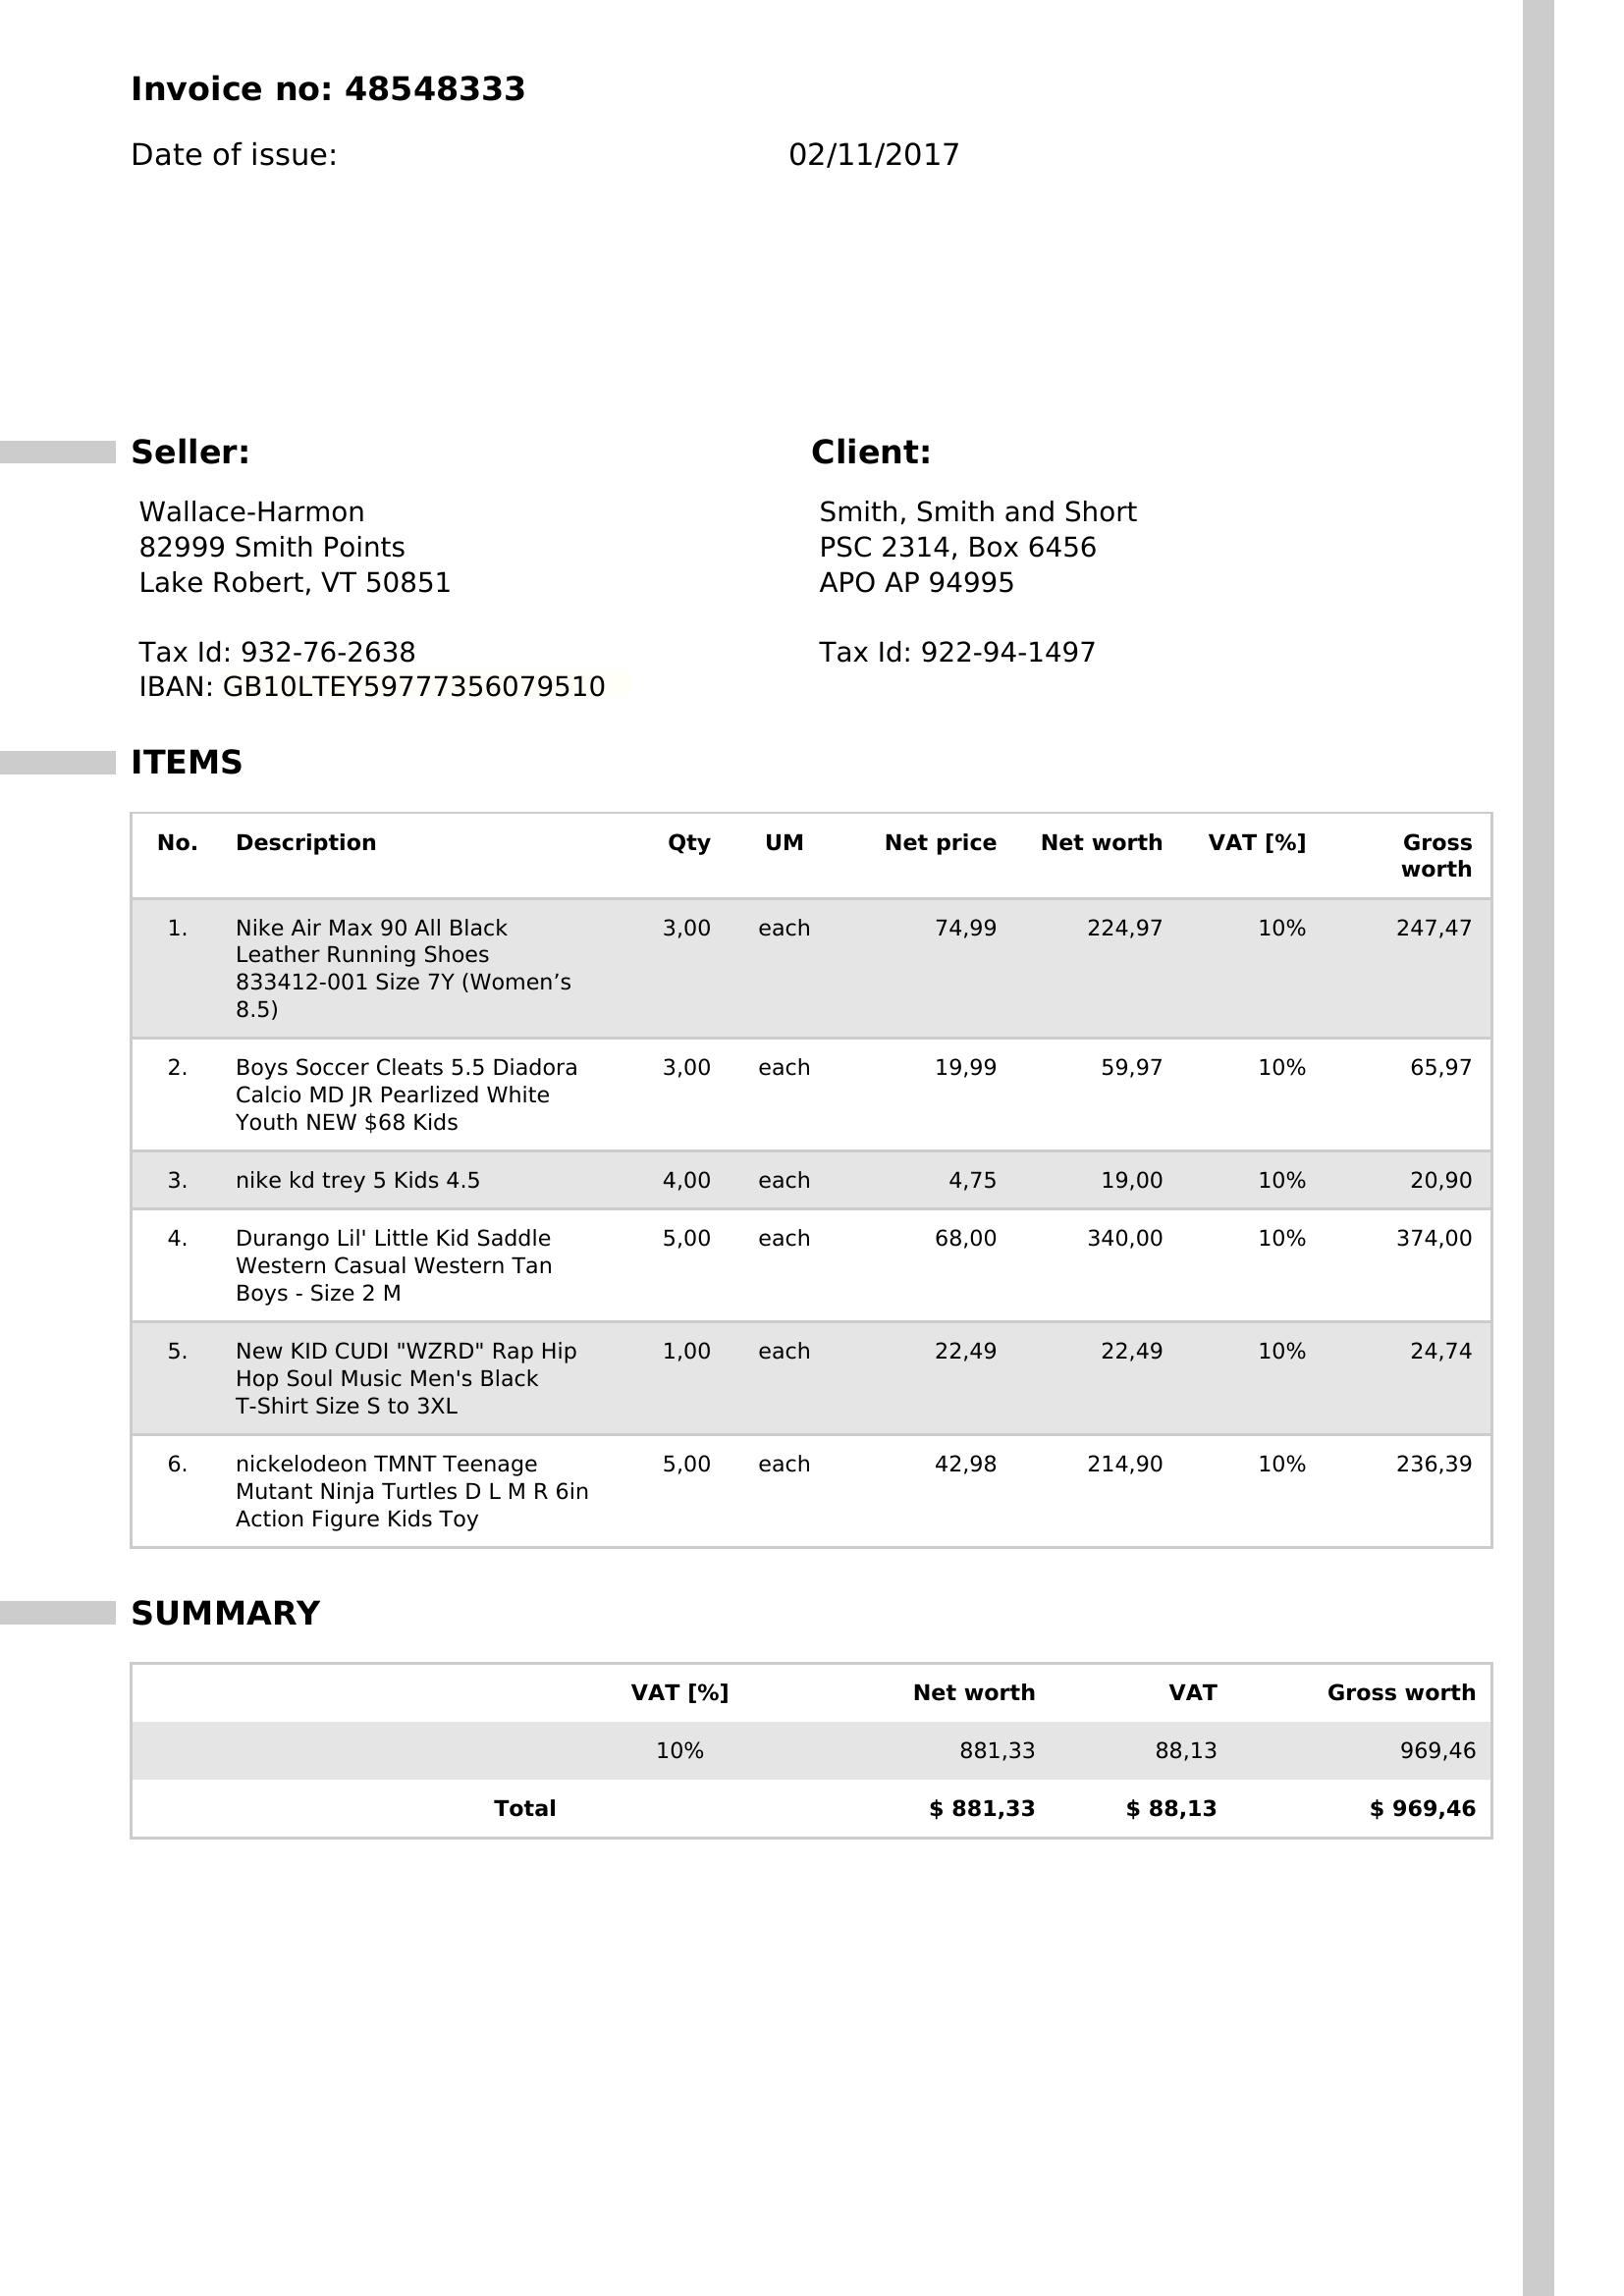 Invoice no: 48548333
Date of issue: 02/11/2017
Seller:
Wallace-Harmon
82999 Smith Points
Lake Robert, VT 50851
Tax Id: 932-76-2638
IBAN: GB10LTEY59777356079510
Client:
Smith, Smith and Short
PSC 2314, Box 6456
APO AP 94995
Tax Id: 922-94-1497
ITEMS
No. Description Qty UM Net price Net worth VAT [%] Gross
worth
1. Nike Air Max 90 All Black 3,00 each 74,99 224,97 10% 247,47
Leather Running Shoes
833412-001 Size 7Y (Women’s
8.5)
2. Boys Soccer Cleats 5.5 Diadora 3,00 each 19,99 59,97 10% 65,97
Calcio MD JR Pearlized White
Youth NEW $68 Kids
3. nike kd trey 5 Kids 4.5 4,00 each 4,75 19,00 10% 20,90
4. Durango Lil' Little Kid Saddle 5,00 each 68,00 340,00 10% 374,00
Western Casual Western Tan
Boys - Size 2 M
5. New KID CUDI "WZRD" Rap Hip 1,00 each 22,49 22,49 10% 24,74
Hop Soul Music Men's Black
T-Shirt Size S to 3XL
6. nickelodeon TMNT Teenage 5,00 each 42,98 214,90 10% 236,39
Mutant Ninja Turtles D L M R 6in
Action Figure Kids Toy
SUMMARY
VAT [%] Net worth VAT Gross worth
10% 881,33 88,13 969,46
Total $ 881,33 $ 88,13 $ 969,46